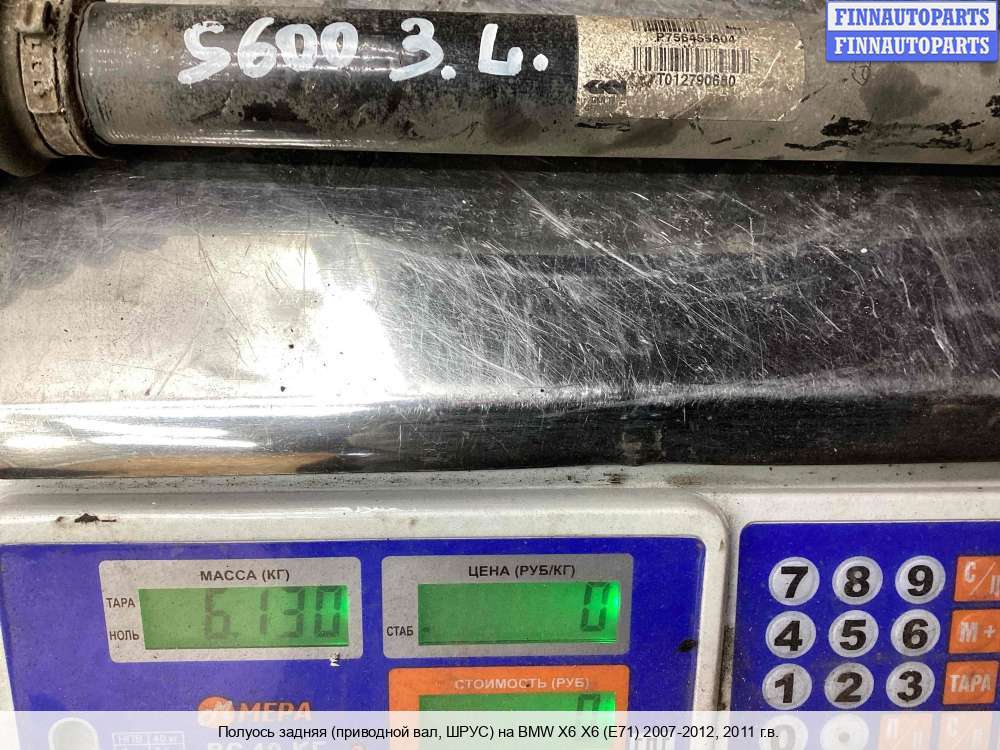 FINNAUTOPARTS
FINNAUTOPARTS
S600 3. L.
P756455804
T012790680
МАССА (КГ)
ЦЕНА (РУБ/КГ)
ТАРА
НОЛЬ
6.130
0
СТАБ
7 8 9
4 5 6 М +
1 2 3 ТАРА
СТОИМОСТЬ (РУБ)
0
МЕРА
Полуось задняя (приводной вал, ШРУС) на BMW X6 X6 (E71) 2007-2012, 2011 г.в.